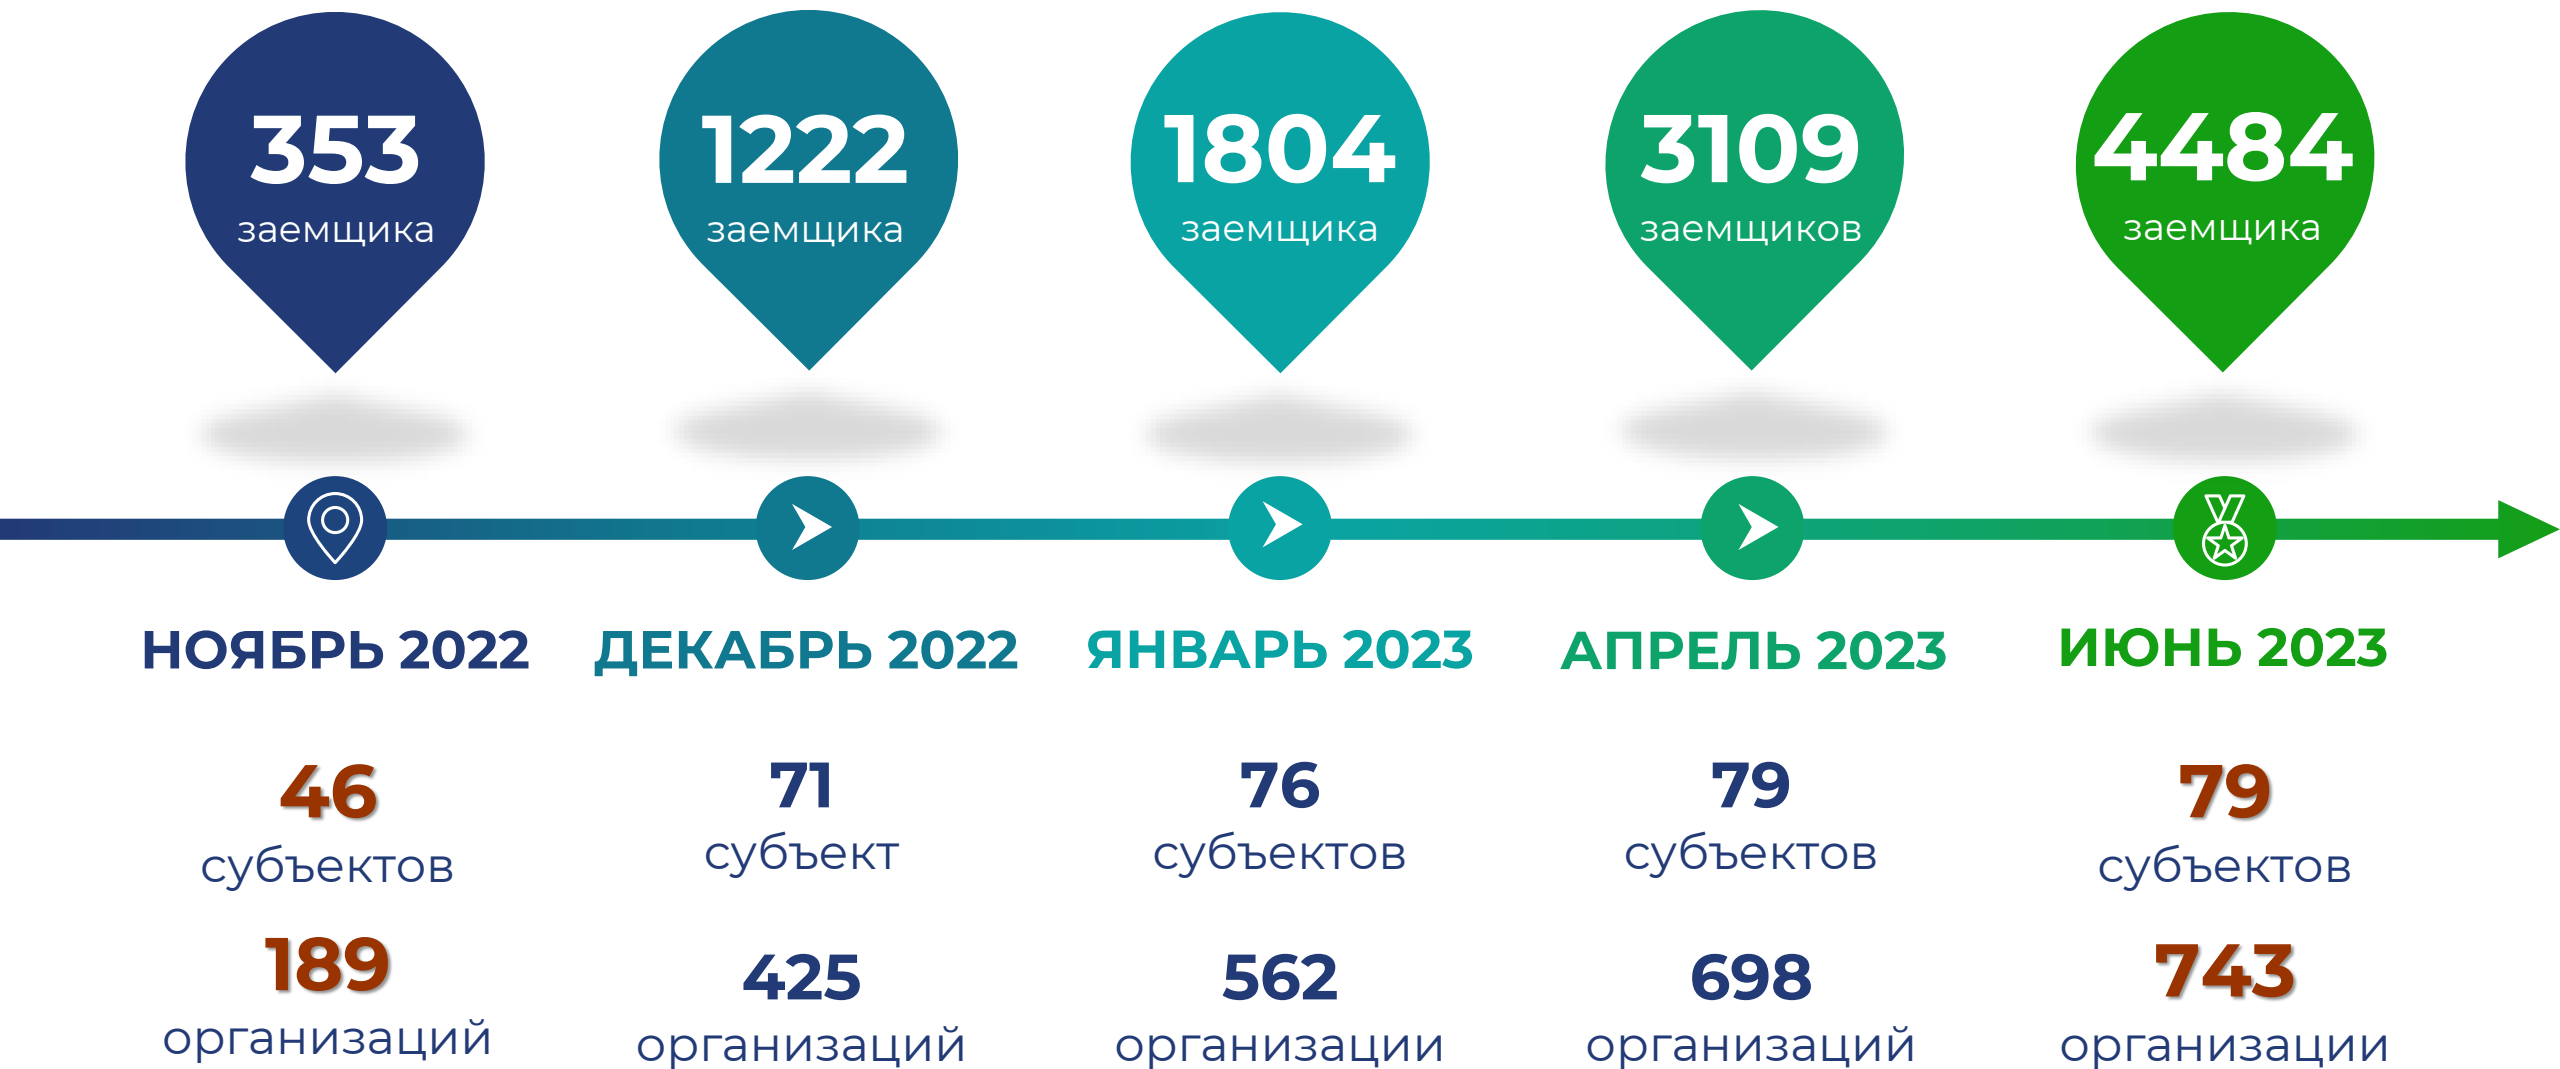 353
заемщика
1222
заемщика
1804
заемщика
3109
заемщиков
4484
заемщика
НОЯБРЬ 2022
ДЕКАБРЬ 2022
ЯНВАРЬ 2023
АПРЕЛЬ 2023
ИЮНЬ 2023
46
субъектов
71
субъект
76
субъектов
79
субъектов
79
субъектов
189
организаций
425
организаций
562
организации
698
организаций
743
организации